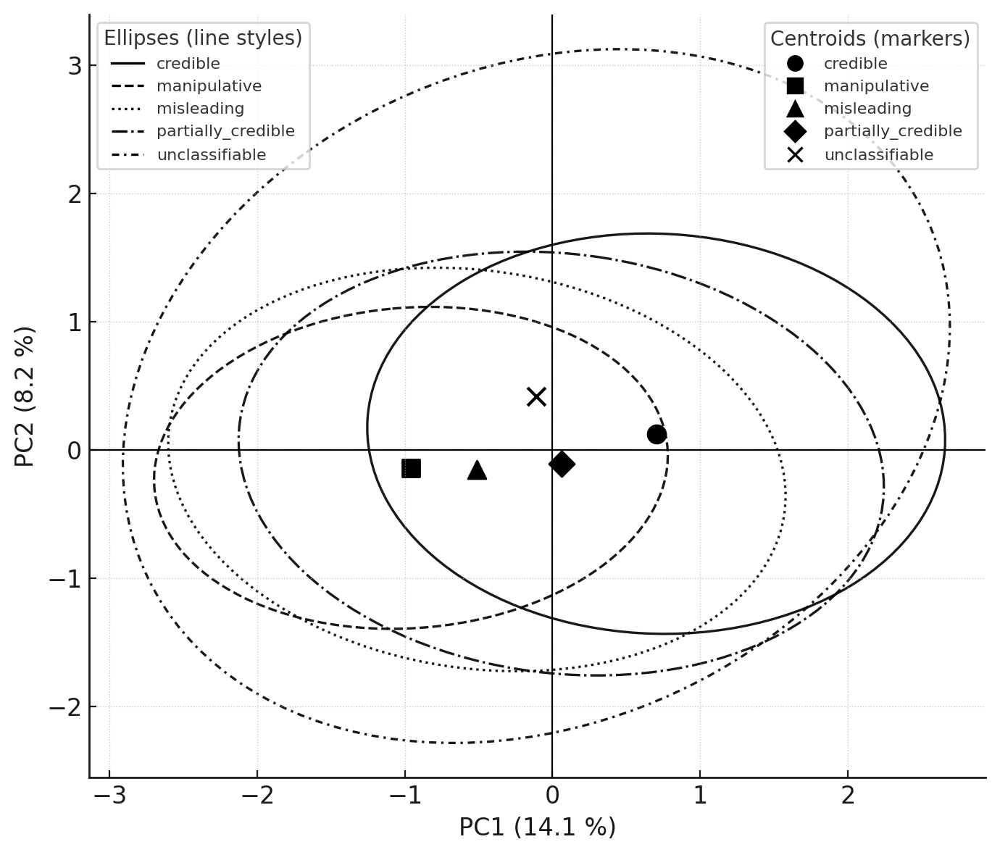 Ellipses (line styles)
credible
manipulative
misleading
partially_credible
unclassifiable
Centroids (markers)
credible
manipulative
misleading
partially_credible
unclassifiable
3
2
1
0
−1
−2
PC2 (8.2 %)
−3
−2
−1
0
1
2
PC1 (14.1 %)